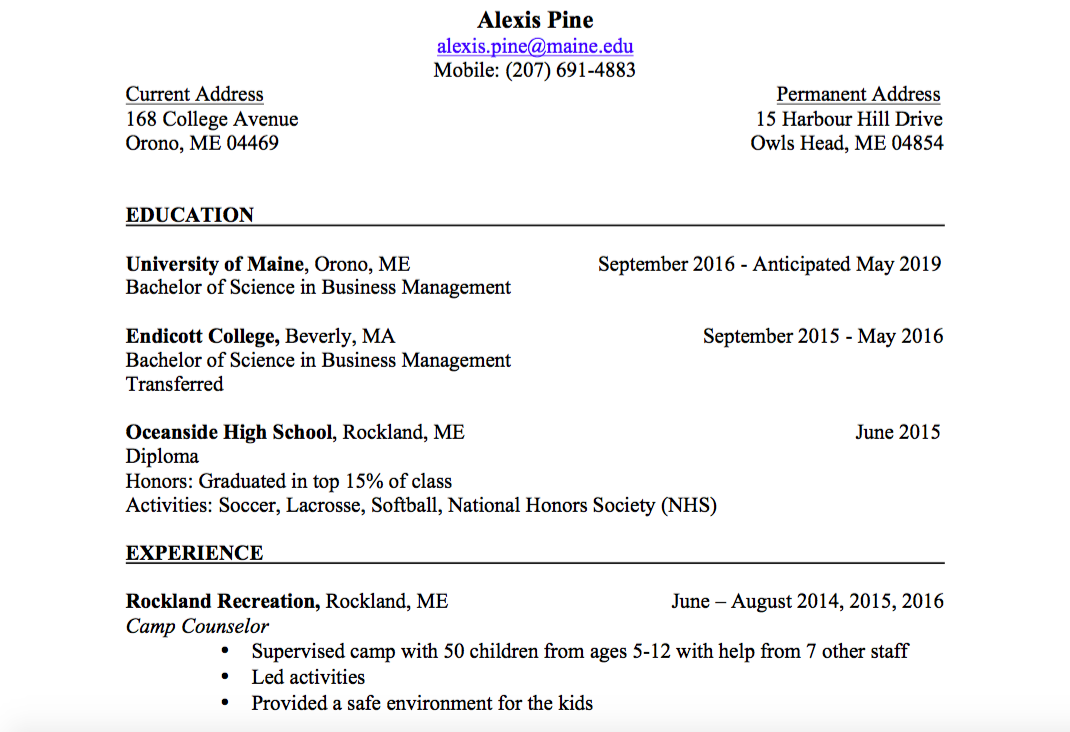 Alexis Pine
alexis.pine@maine.edu
Mobile: (207) 691-4883
Current Address Permanent Address
168 College Avenue 15 Harbour Hill Drive
Orono, ME 04469 Owls Head, ME 04854
EDUCATION
University of Maine, Orono, ME September 2016 - Anticipated May 2019
Bachelor of Science in Business Management
Endicott College, Beverly, MA September 2015 - May 2016
Bachelor of Science in Business Management
Transferred
Oceanside High School, Rockland, ME June 2015
Diploma
Honors: Graduated in top 15% of class
Activities: Soccer, Lacrosse, Softball, National Honors Society (NHS)
EXPERIENCE
Rockland Recreation, Rockland, ME June – August 2014, 2015, 2016
Camp Counselor
• Supervised camp with 50 children from ages 5-12 with help from 7 other staff
• Led activities
• Provided a safe environment for the kids